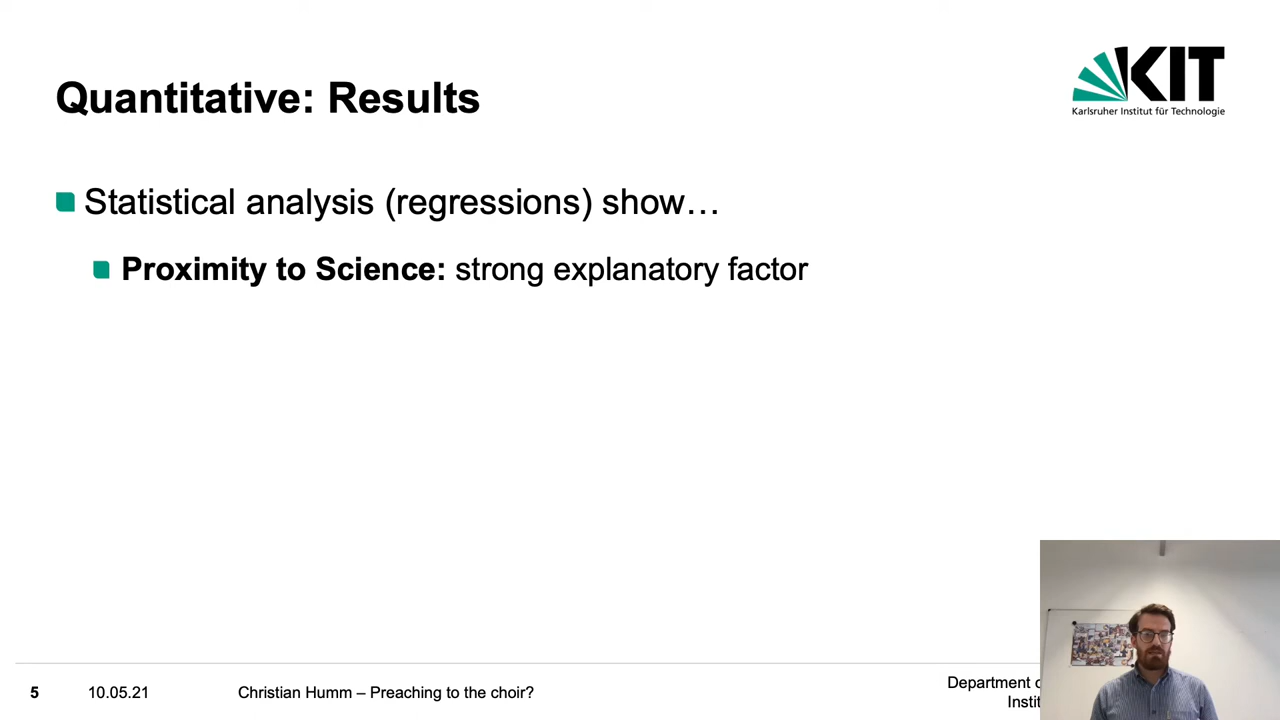 Quantitative: Results
KIT
Karlsruher Institut für Technologie
Statistical analysis (regressions) show…
Proximity to Science: strong explanatory factor
5
10.05.21
Christian Humm – Preaching to the choir?
Department